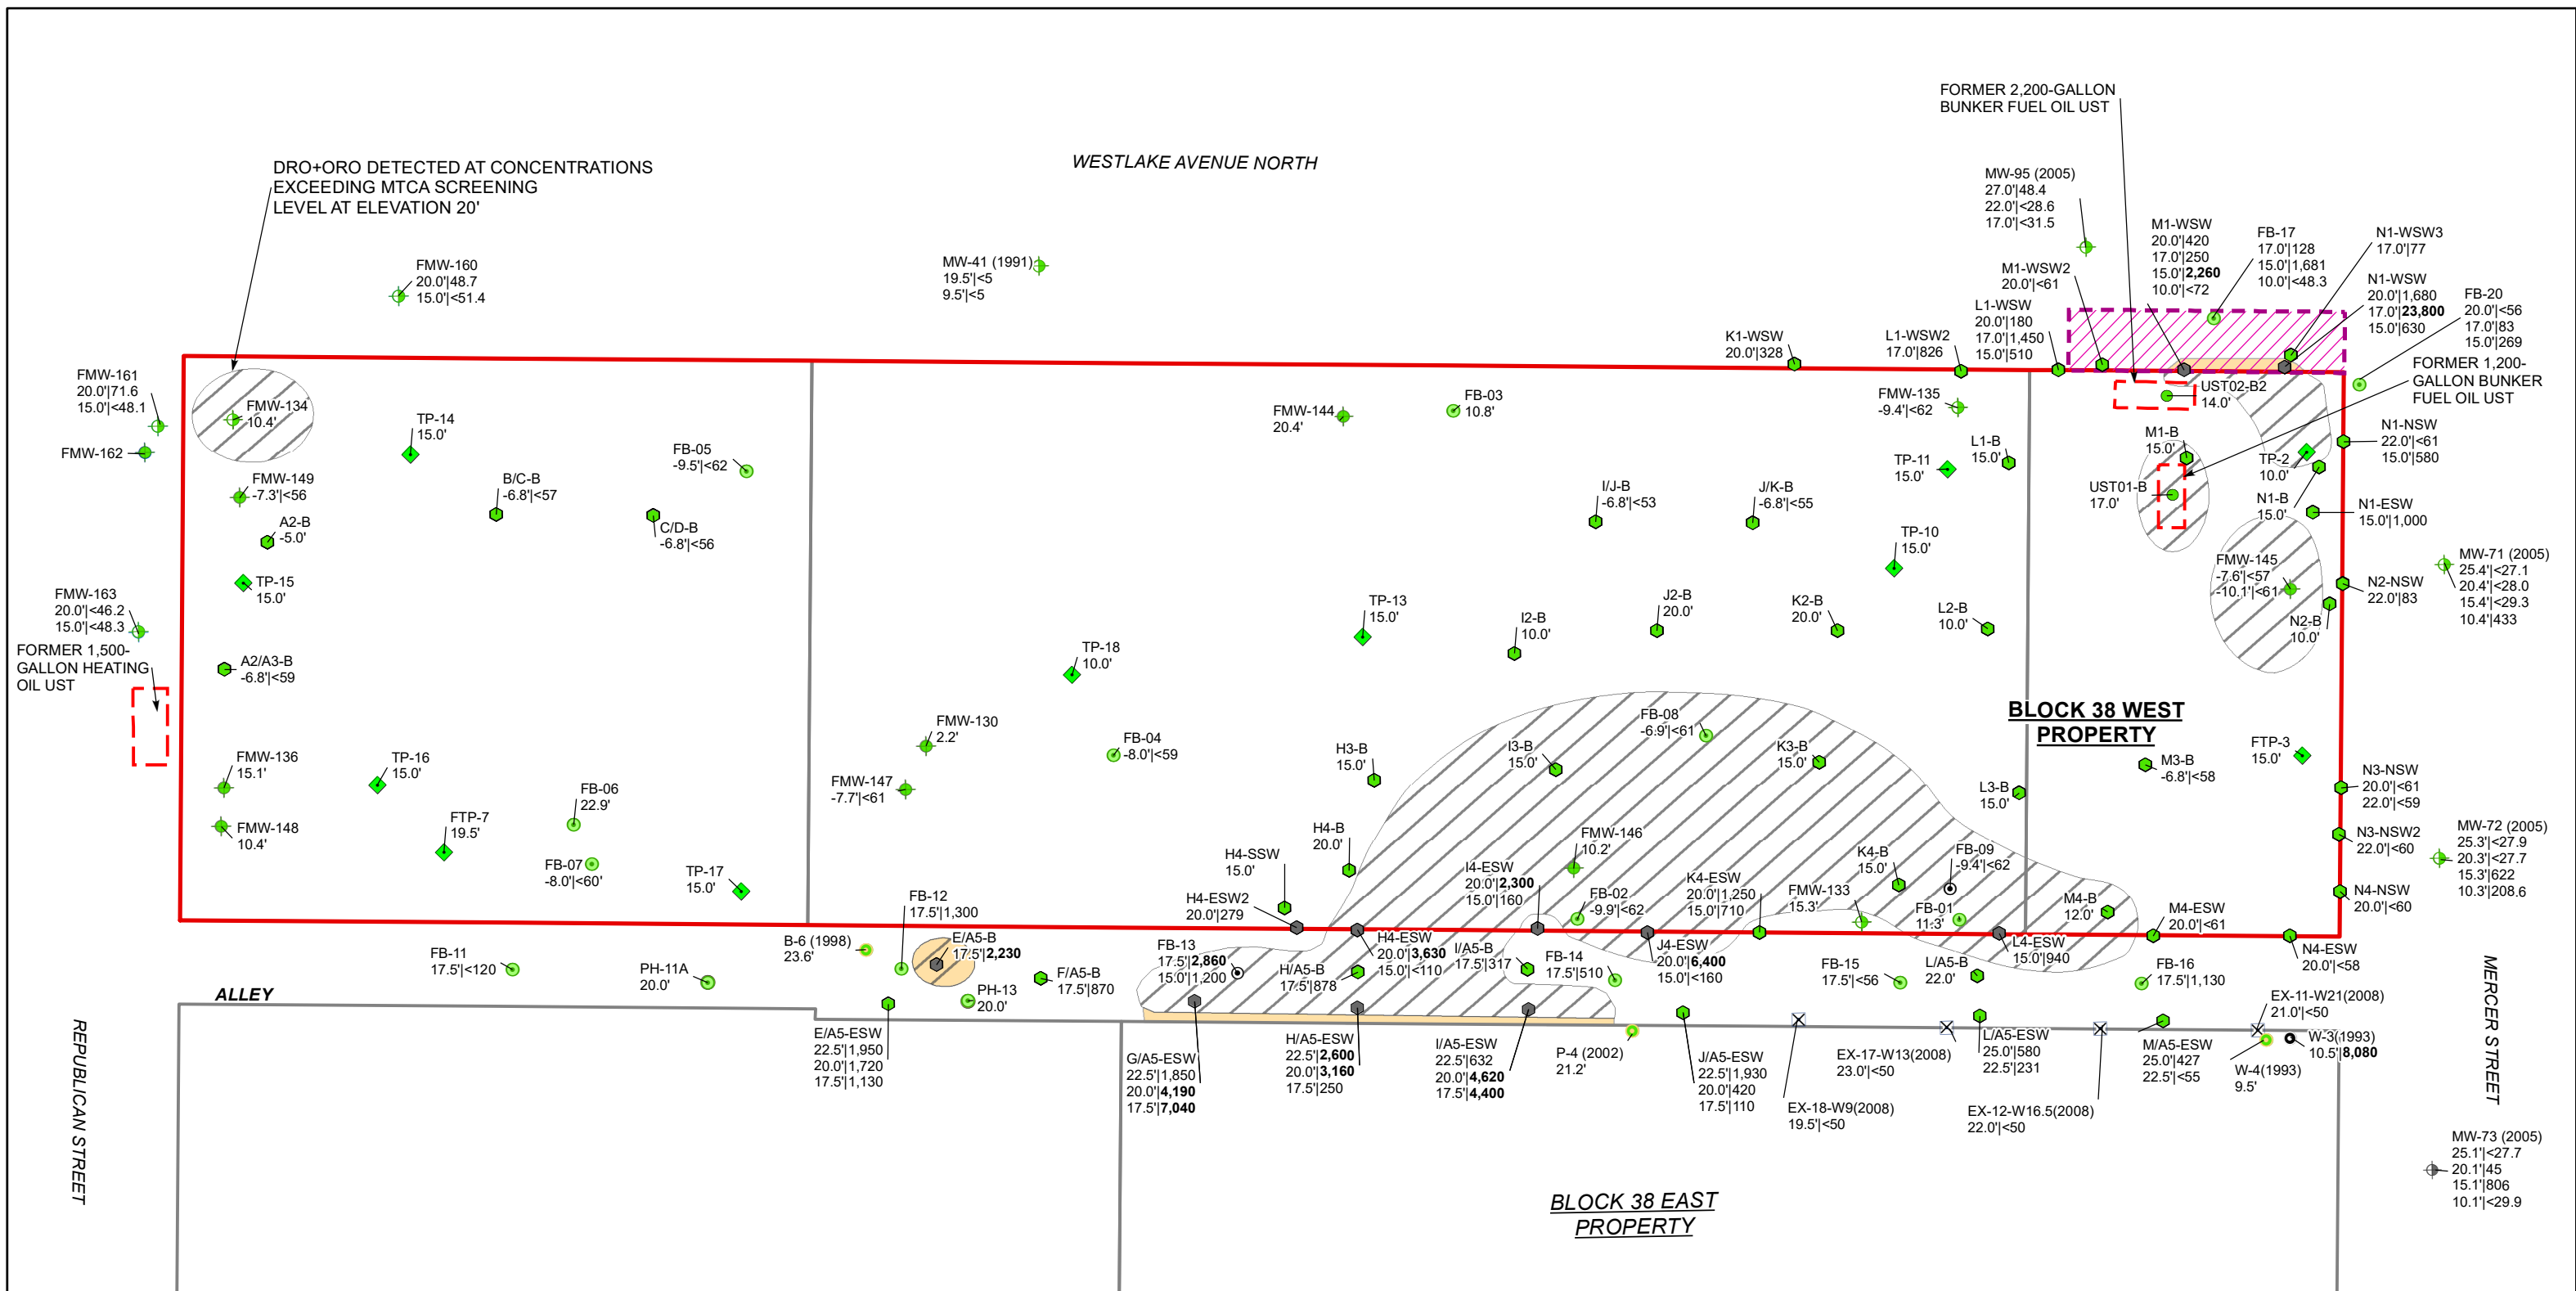 FORMER 2,200-GALLON
BUNKER FUEL OIL UST
DRO+ORO DETECTED AT CONCENTRATIONS
EXCEEDING MTCA SCREENING
LEVEL AT ELEVATION 20'
WESTLAKE AVENUE NORTH
MW-95 (2005)
27.0'|48.4
22.0'|<28.6
17.0'|<31.5
M1-WSW
20.0'|420
17.0'|250
15.0'|2,260
10.0'|<72
FB-17
17.0'|128
15.0'|1,681
10.0'|<48.3
N1-WSW3
17.0'|77
FMW-160
20.0'|48.7
15.0'|<51.4
MW-41 (1991)
19.5'|<5
9.5'|<5
M1-WSW2
20.0'|<61
N1-WSW
20.0'|1,680
17.0'|23,800
15.0'|630
FB-20
20.0'|<56
17.0'|83
15.0'|269
L1-WSW
20.0'|180
17.0'|1,450
15.0'|510
K1-WSW
20.0'|328
L1-WSW2
17.0'|826
FORMER 1,200-
GALLON BUNKER
FUEL OIL UST
FMW-161
20.0'|71.6
15.0'|<48.1
FMW-134
10.4'
TP-14
15.0'
FMW-144
20.4'
FB-03
10.8'
FMW-135
-9.4'|<62
UST02-B2
14.0'
FMW-162
FB-05
-9.5'|<62
L1-B
15.0'
M1-B
15.0'
TP-2
10.0'
N1-NSW
22.0'|<61
15.0'|580
TP-11
15.0'
FMW-149
-7.3'|<56
B/C-B
-6.8'|<57
I/J-B
-6.8'|<53
J/K-B
-6.8'|<55
UST01-B
17.0'
N1-B
15.0'
N1-ESW
15.0'|1,000
A2-B
-5.0'
C/D-B
-6.8'|<56
TP-10
15.0'
FMW-145
-7.6'|<57
-10.1'|<61
MW-71 (2005)
25.4'|<27.1
20.4'|<28.0
15.4'|<29.3
10.4'|433
TP-15
15.0'
FMW-163
20.0'|<46.2
15.0'|<48.3
TP-13
15.0'
I2-B
10.0'
J2-B
20.0'
K2-B
20.0'
L2-B
10.0'
N2-NSW
22.0'|83
N2-B
10.0'
FORMER 1,500-
GALLON HEATING
OIL UST
A2/A3-B
-6.8'|<59
TP-18
10.0'
BLOCK 38 WEST
PROPERTY
FMW-130
2.2'
FB-04
-8.0'|<59
FB-08
-6.9'|<61
H3-B
15.0'
I3-B
15.0'
K3-B
15.0'
FTP-3
15.0'
M3-B
-6.8'|<58
FMW-136
15.1'
TP-16
15.0'
FMW-147
-7.7'|<61
L3-B
15.0'
N3-NSW
20.0'|<61
22.0'|<59
FB-06
22.9'
FMW-148
10.4'
FTP-7
19.5'
FMW-146
10.2'
N3-NSW2
22.0'|<60
MW-72 (2005)
25.3'|<27.9
20.3'|<27.7
15.3'|622
10.3'|208.6
FB-07
-8.0'|<60'
TP-17
15.0'
H4-SSW
15.0'
H4-B
20.0'
I4-ESW
20.0'|2,300
15.0'|160
K4-ESW
20.0'|1,250
15.0'|710
K4-B
15.0'
FB-09
-9.4'|<62
FB-12
17.5'|1,300
H4-ESW2
20.0'|279
FB-02
-9.9'|<62
FMW-133
15.3'
FB-01
11.3'
M4-B
12.0'
N4-NSW
20.0'|<60
M4-ESW
20.0'|<61
B-6 (1998)
23.6'
E/A5-B
17.5'|2,230
FB-13
17.5'|2,860
15.0'|1,200
H4-ESW
20.0'|3,630
15.0'|<110
I/A5-B
17.5'|317
J4-ESW
20.0'|6,400
15.0'|<160
L4-ESW
15.0'|940
N4-ESW
20.0'|<58
FB-11
17.5'|<120
PH-11A
20.0'
F/A5-B
17.5'|870
H/A5-B
17.5'|878
FB-14
17.5'|510
FB-15
17.5'|<56
L/A5-B
22.0'
FB-16
17.5'|1,130
PH-13
20.0'
ALLEY
REPUBLICAN STREET
MERCER STREET
E/A5-ESW
22.5'|1,950
20.0'|1,720
17.5'|1,130
G/A5-ESW
22.5'|1,850
20.0'|4,190
17.5'|7,040
H/A5-ESW
22.5'|2,600
20.0'|3,160
17.5'|250
I/A5-ESW
22.5'|632
20.0'|4,620
17.5'|4,400
P-4 (2002)
21.2'
J/A5-ESW
22.5'|1,930
20.0'|420
17.5'|110
EX-18-W9(2008)
19.5'|<50
EX-17-W13(2008)
23.0'|<50
L/A5-ESW
25.0'|580
22.5'|231
EX-12-W16.5(2008)
22.0'|<50
M/A5-ESW
25.0'|427
22.5'|<55
EX-11-W21(2008)
21.0'|<50
W-4(1993)
9.5'
W-3(1993)
10.5'|8,080
MW-73 (2005)
25.1'|<27.7
20.1'|45
15.1'|806
10.1'|<29.9
BLOCK 38 EAST
PROPERTY